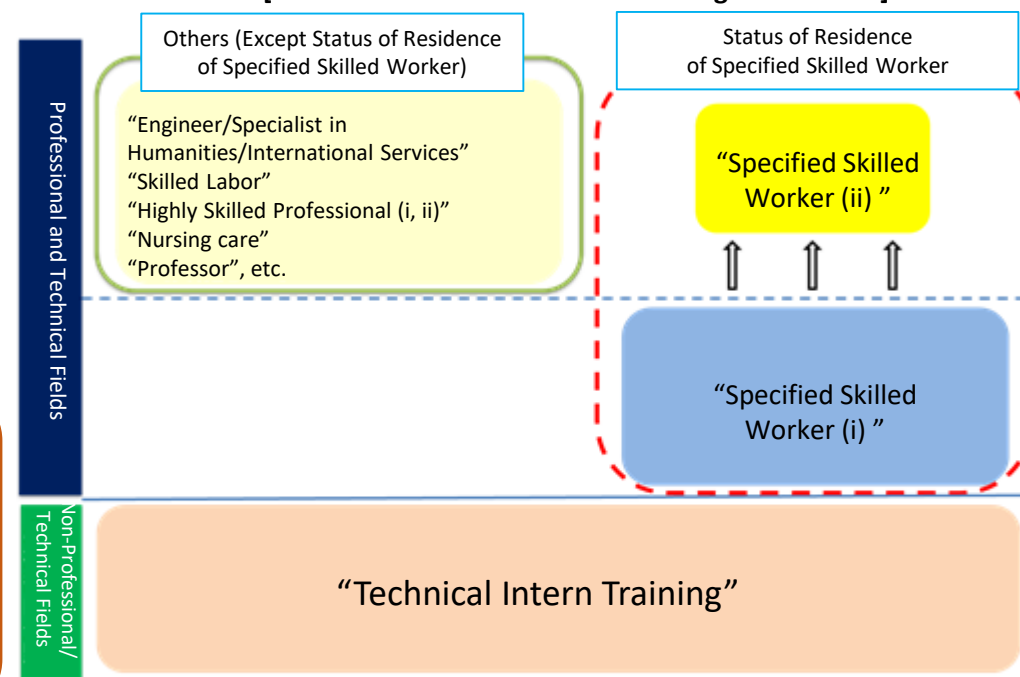 Others (Except Status of Residence
of Specified Skilled Worker)
Status of Residence
of Specified Skilled Worker
Professional and Technical Fields
“Engineer/Specialist in
Humanities/International Services”
“Skilled Labor”
“Highly Skilled Professional (i, ii)”
“Nursing care”
“Professor”, etc.
“Specified Skilled
Worker (ii) ”
“Specified Skilled
Worker (i) ”
Non-Professional/
Technical Fields
“Technical Intern Training”